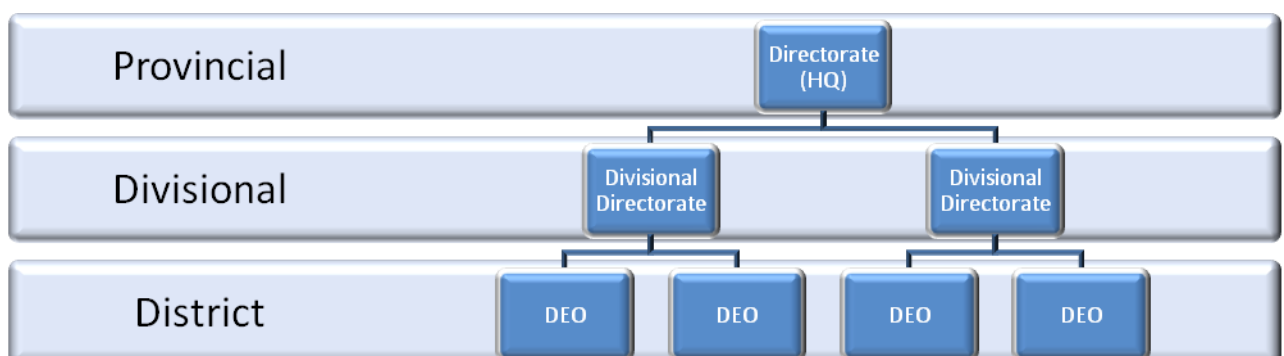 Provincial
Directorate
(HQ)
Divisional
Divisional
Directorate
Divisional
Directorate
District
DEO
DEO
DEO
DEO